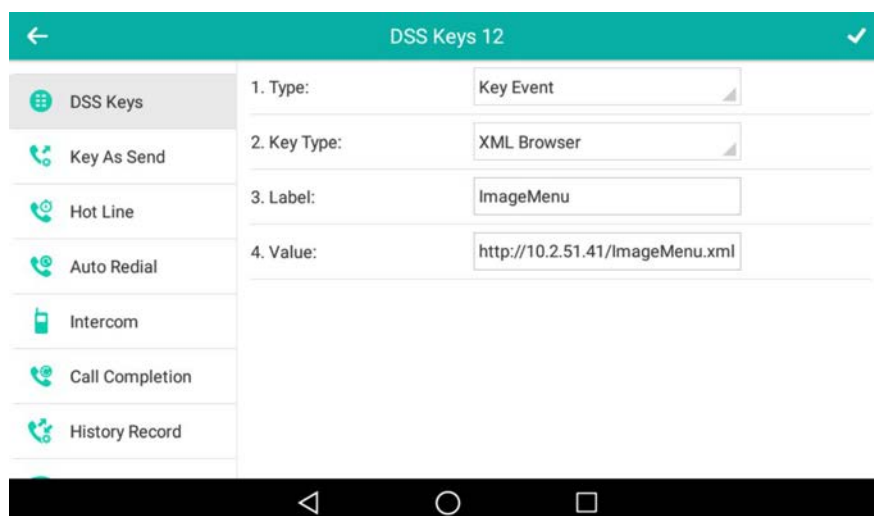 DSS Keys 12
DSS Keys
Key As Send
Hot Line
Auto Redial
Intercom
Call Completion
History Record
1. Type:
Key Event
2. Key Type:
XML Browser
3. Label:
ImageMenu
4. Value:
http://10.2.51.41/ImageMenu.xml